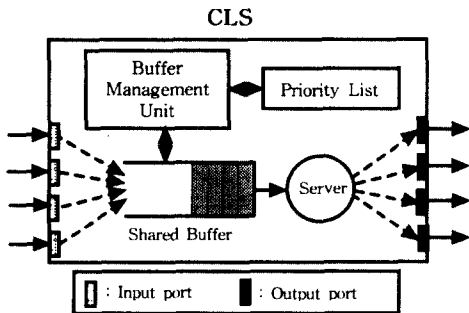 CLS
Buffer
Management
Unit
Priority List
Shared Buffer
Server
: Input port
: Output port